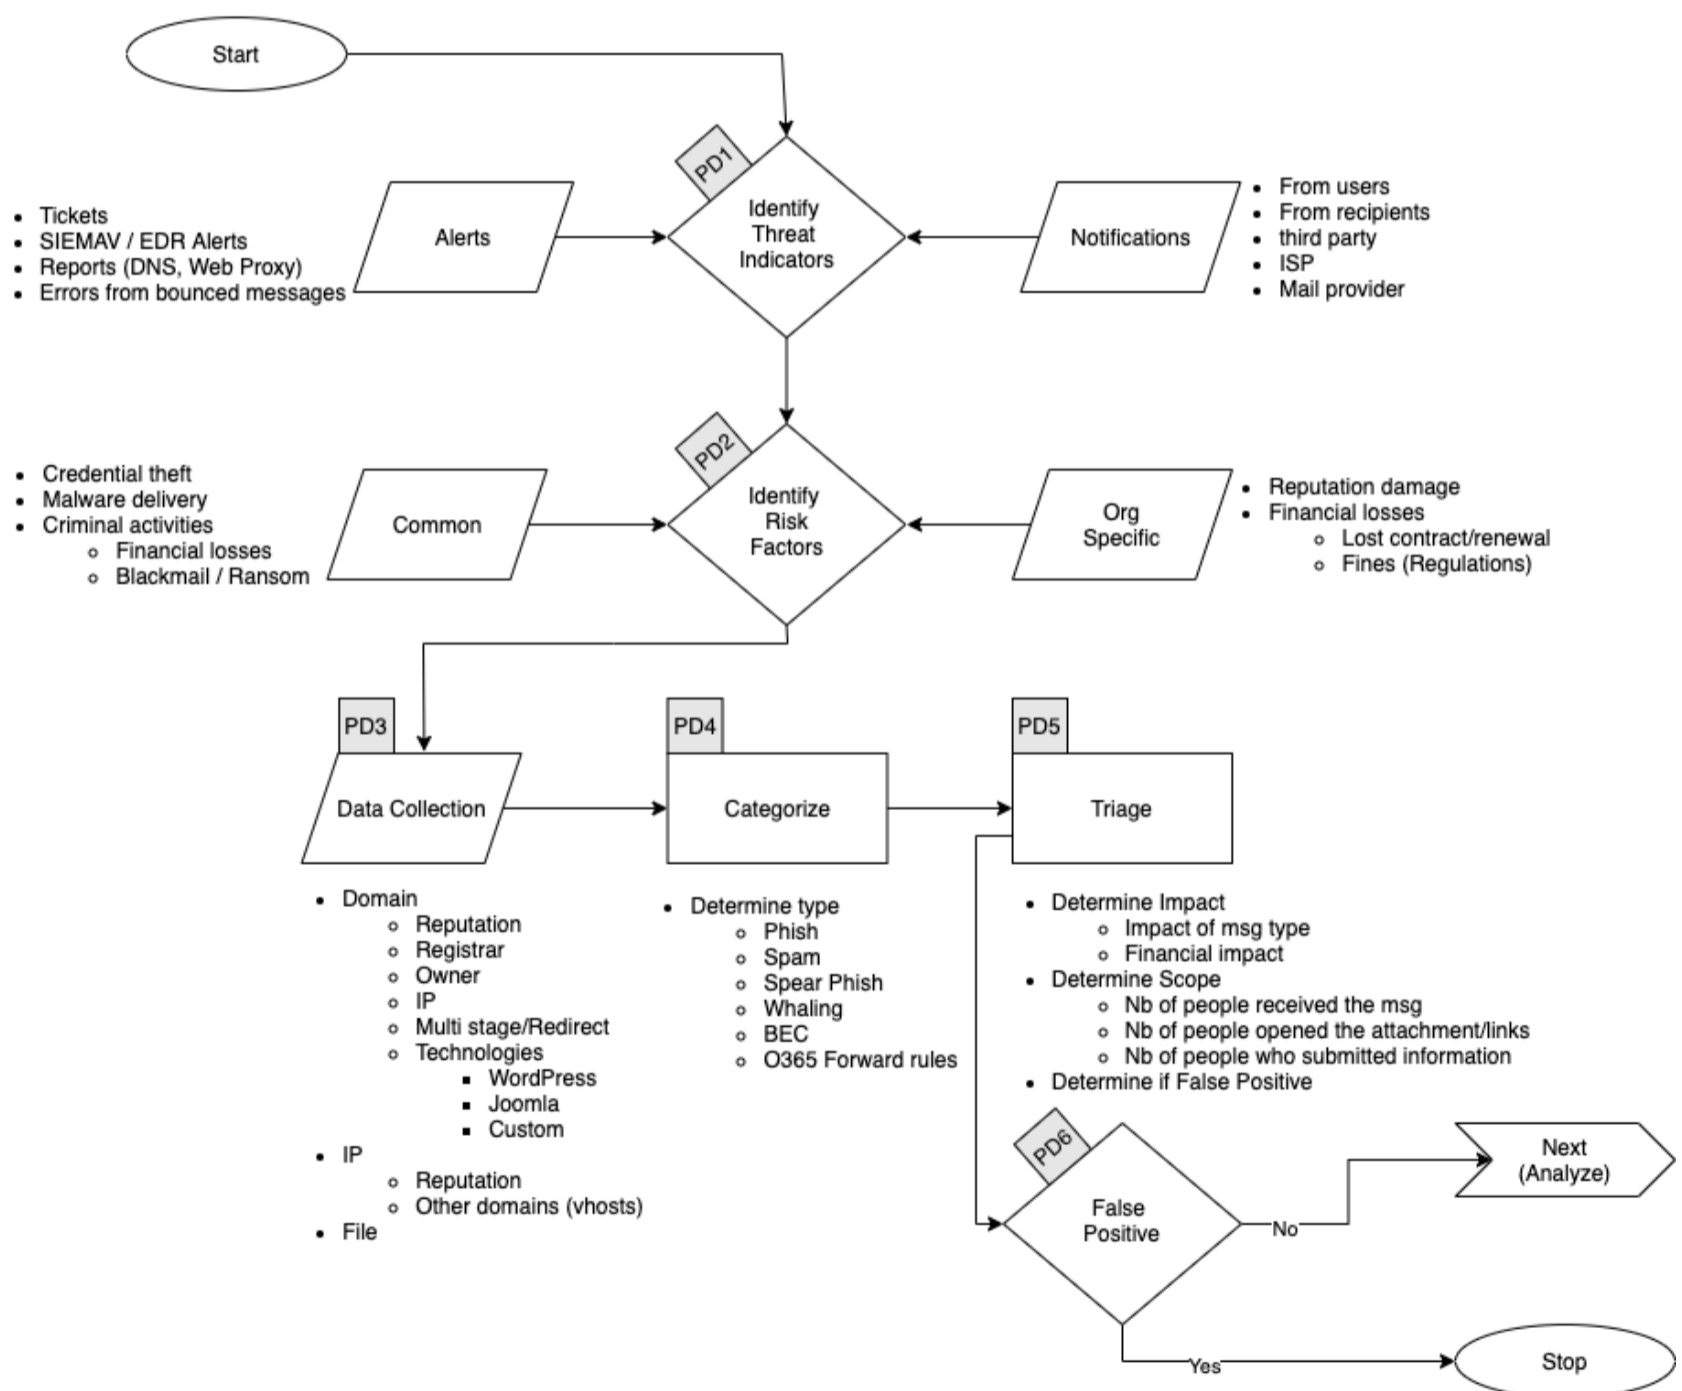 Start
PD1
Identify
Threat
Indicators
Alerts
Tickets
SIEMAV / EDR Alerts
Reports (DNS, Web Proxy)
Errors from bounced messages
Notifications
From users
From recipients
third party
ISP
Mail provider
PD2
Identify
Risk
Factors
Common
Credential theft
Malware delivery
Criminal activities
Financial losses
Blackmail / Ransom
Org
Specific
Reputation damage
Financial losses
Lost contract/renewal
Fines (Regulations)
PD3
Data Collection
Domain
Reputation
Registrar
Owner
IP
Multi stage/Redirect
Technologies
WordPress
Joomla
Custom
IP
Reputation
Other domains (vhosts)
File
PD4
Categorize
Determine type
Phish
Spam
Spear Phish
Whaling
BEC
O365 Forward rules
PD5
Triage
Determine Impact
Impact of msg type
Financial impact
Determine Scope
Nb of people received the msg
Nb of people opened the attachment/links
Nb of people who submitted information
Determine if False Positive
PD6
False
Positive
No
Next
(Analyze)
Yes
Stop